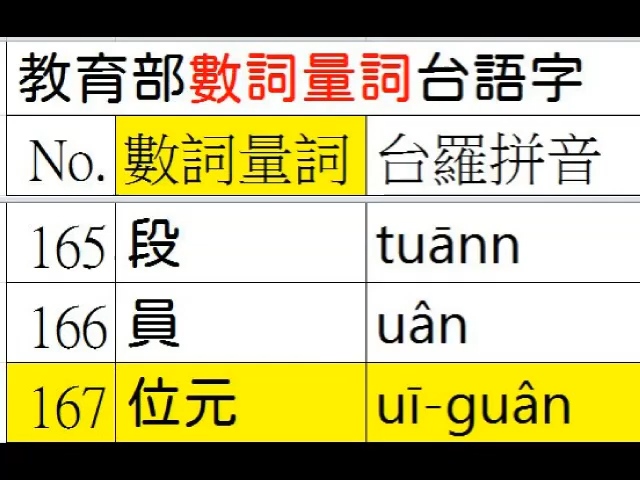 教育部數詞量詞台語字
No. 數詞量詞 台羅拼音
165 段 tuānn
166 員 uân
167 位元 uī-guân